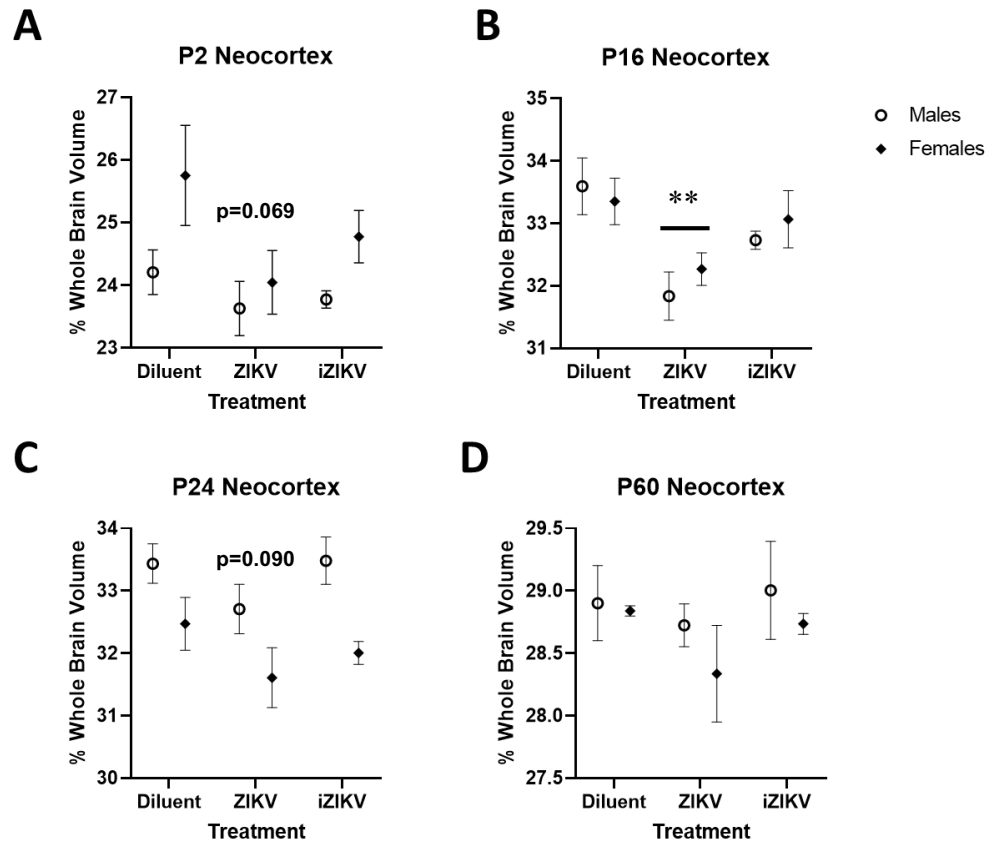 A
P2 Neocortex
% Whole Brain Volume
27
26
25
24
23
p=0.069
Diluent ZIKV iZIKV
Treatment
B
P16 Neocortex
% Whole Brain Volume
35
34
33
32
31
**
Diluent ZIKV iZIKV
Treatment
Males
Females
C
P24 Neocortex
% Whole Brain Volume
34
33
32
31
30
p=0.090
Diluent ZIKV iZIKV
Treatment
D
P60 Neocortex
% Whole Brain Volume
29.5
29.0
28.5
28.0
27.5
Diluent ZIKV iZIKV
Treatment